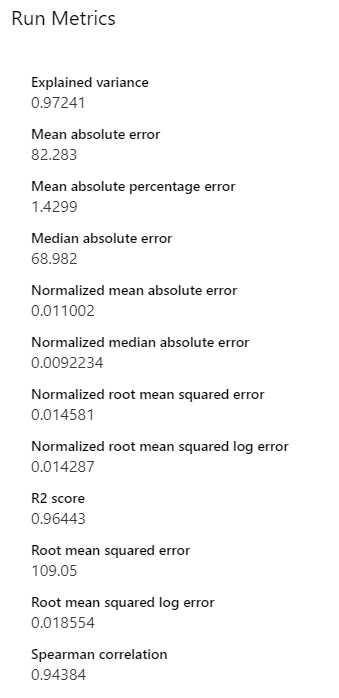 Run Metrics
Explained variance
0.97241
Mean absolute error
82.283
Mean absolute percentage error
1.4299
Median absolute error
68.982
Normalized mean absolute error
0.011002
Normalized median absolute error
0.0092234
Normalized root mean squared error
0.014581
Normalized root mean squared log error
0.014287
R2 score
0.96443
Root mean squared error
109.05
Root mean squared log error
0.018554
Spearman correlation
0.94384